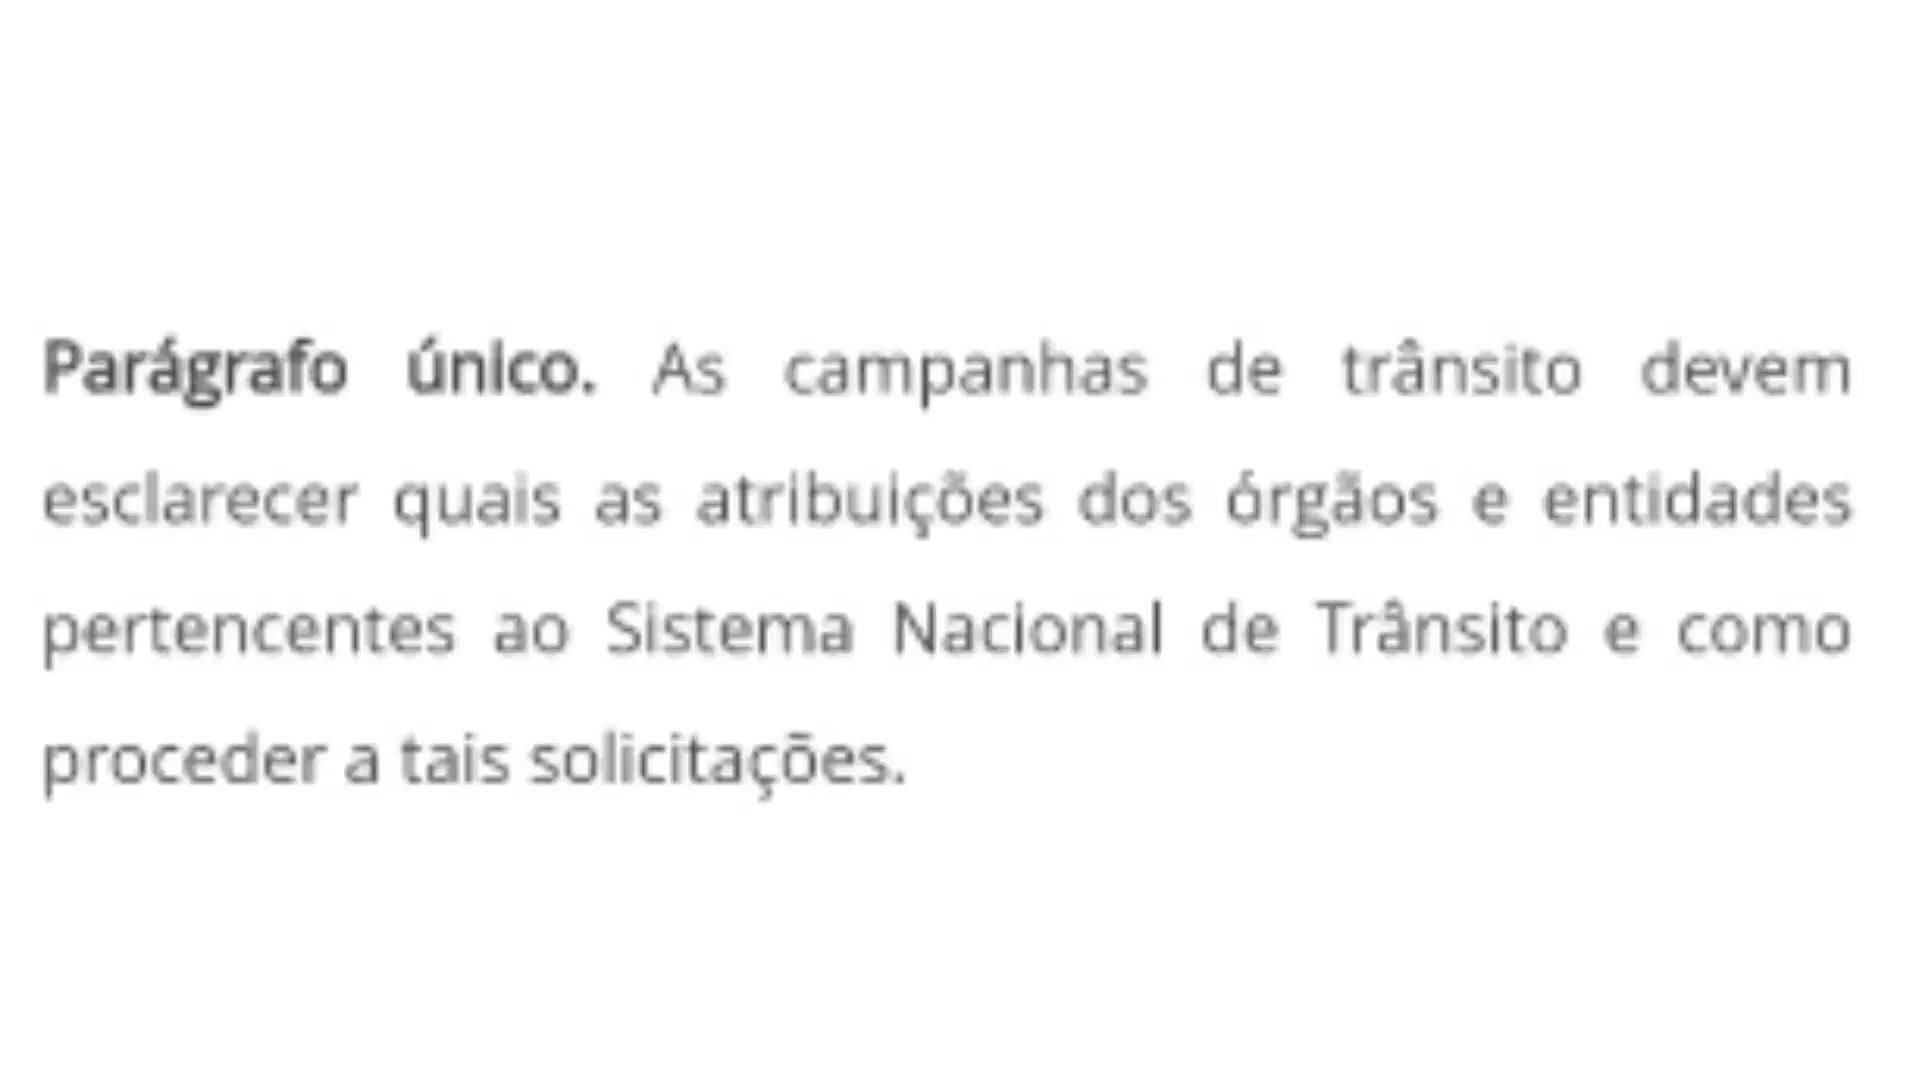 Parágrafo único. As campanhas de trânsito devem
esclarecer quais as atribuições dos órgãos e entidades
pertencentes ao Sistema Nacional de Trânsito e como
proceder a tais solicitações.